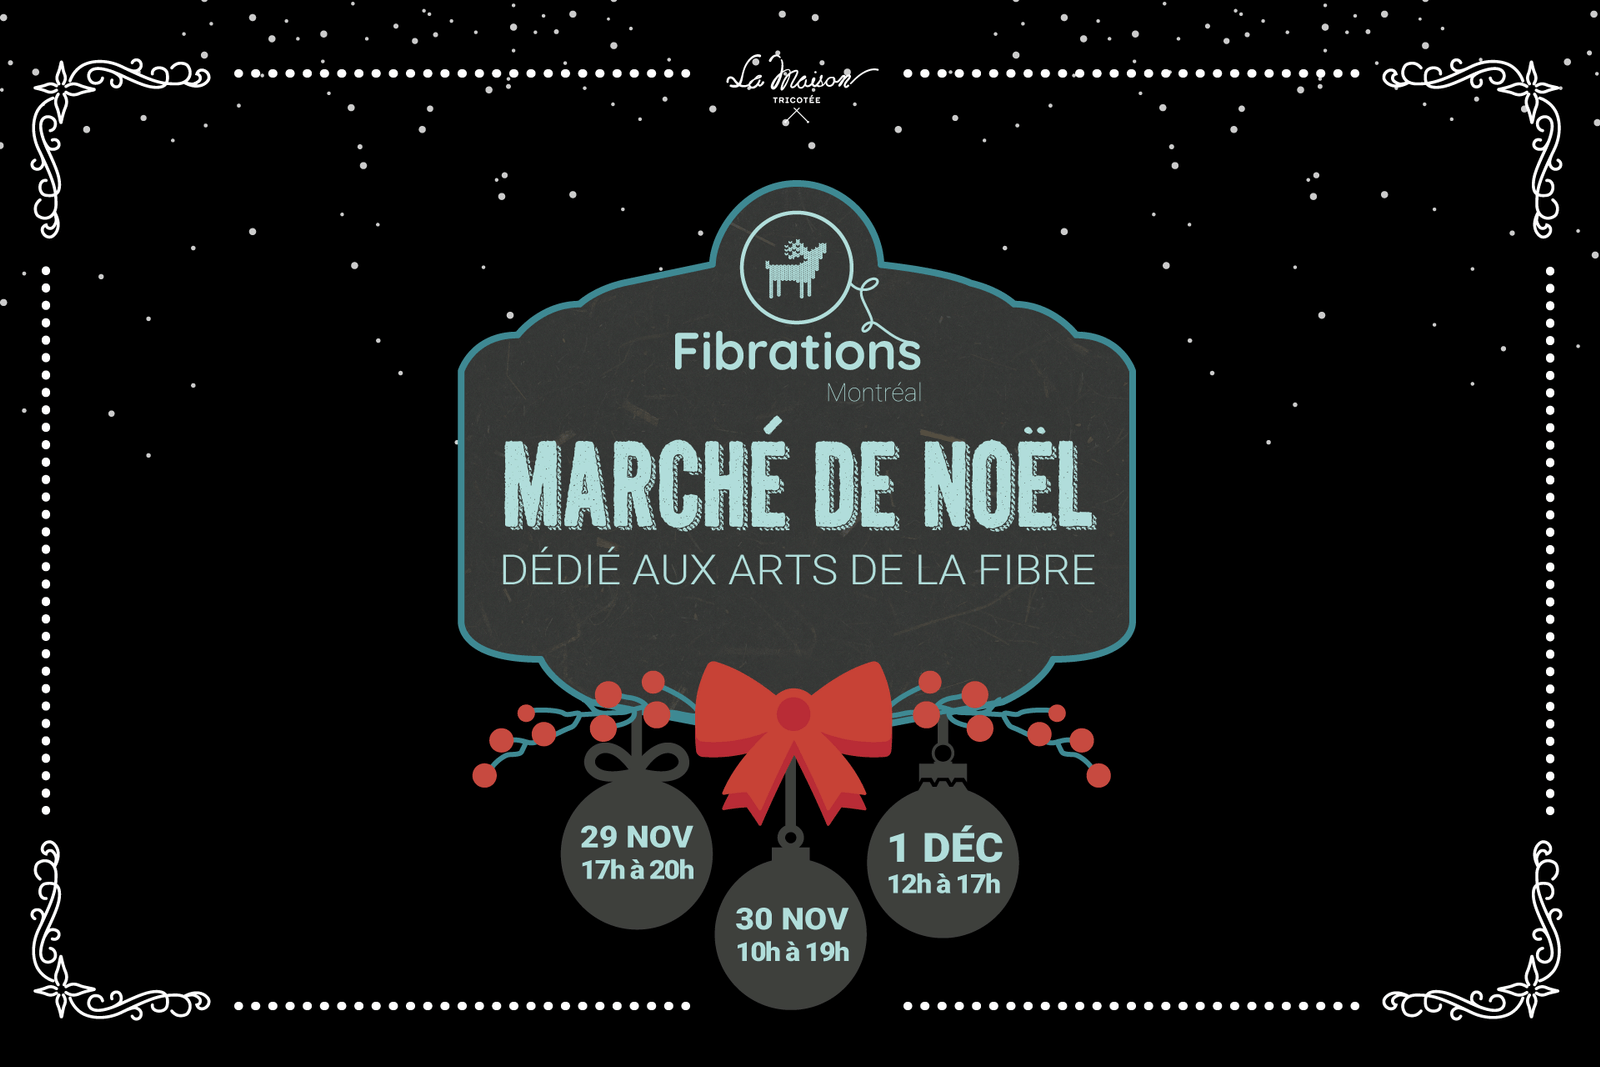 La Maison
TRICOTÉE
Fibrations
Montréal
MARCHÉ DE NOËL
DÉDIÉ AUX ARTS DE LA FIBRE
29 NOV
17h à 20h
30 NOV
10h à 19h
1 DÉC
12h à 17h